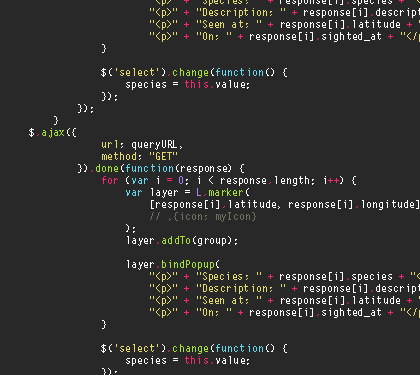 "<p>" + "Species: " + response[i].species + "<
"<p>" + "Description: " + response[i].descript
"<p>" + "Seen at: " + response[i].latitude +
"<p>" + "On: " + response[i].sighted_at + "</p
}
$('select').change(function() {
species = this.value;
});
});
}
$.ajax({
url: queryURL,
method: "GET"
}).done(function(response) {
for (var i = 0; i < response.length; i++) {
var layer = L.marker(
[response[i].latitude, response[i].longitude]
// ,{icon: myIcon}
);
layer.addTo(group);
layer.bindPopup(
"<p>" + "Species: " + response[i].species + "<
"<p>" + "Description: " + response[i].descript
"<p>" + "Seen at: " + response[i].latitude +
"<p>" + "On: " + response[i].sighted_at + "</p
}
$('select').change(function() {
species = this.value;
});